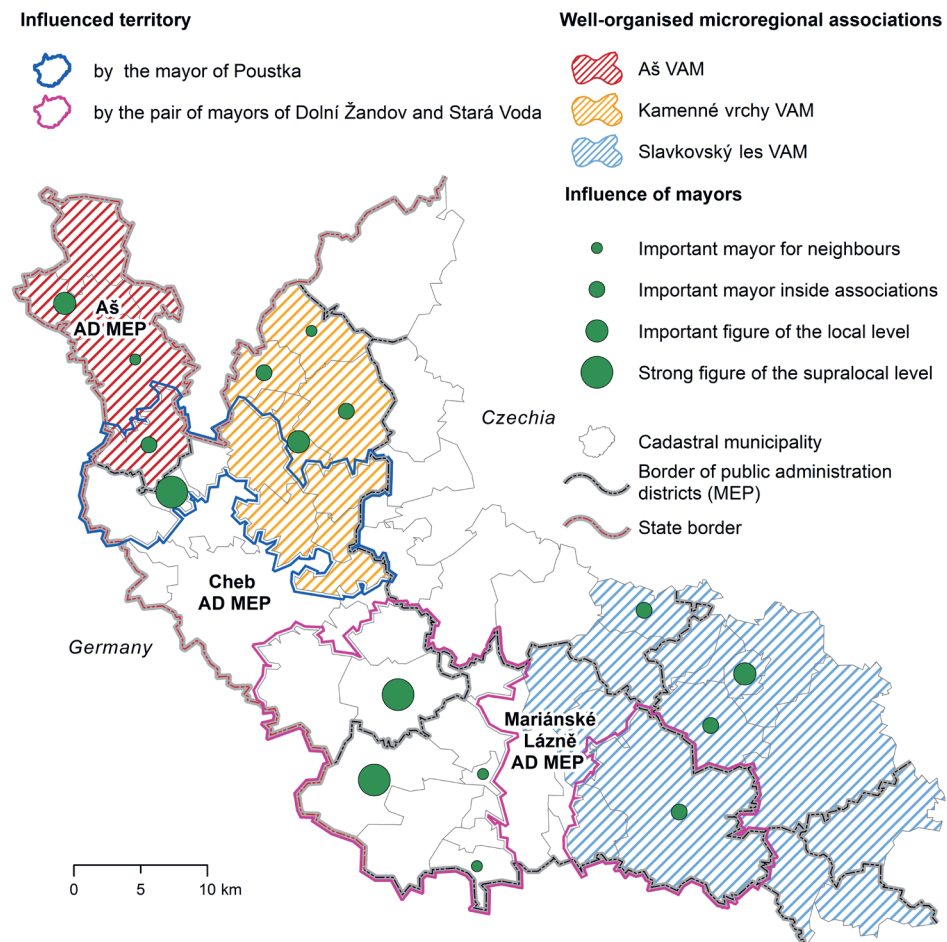 Influenced territory
by the mayor of Poustka
by the pair of mayors of Dolní Žandov and Stará Voda
Well-organised microregional associations
Aš VAM
Kamenné vrchy VAM
Slavkovský les VAM
Influence of mayors
Important mayor for neighbours
Important mayor inside associations
Important figure of the local level
Strong figure of the supralocal level
Cadastral municipality
Border of public administration
districts (MEP)
State border
Aš
AD MEP
Czechia
Cheb
AD MEP
Germany
Mariánské
Lázně
AD MEP
0 5 10 km